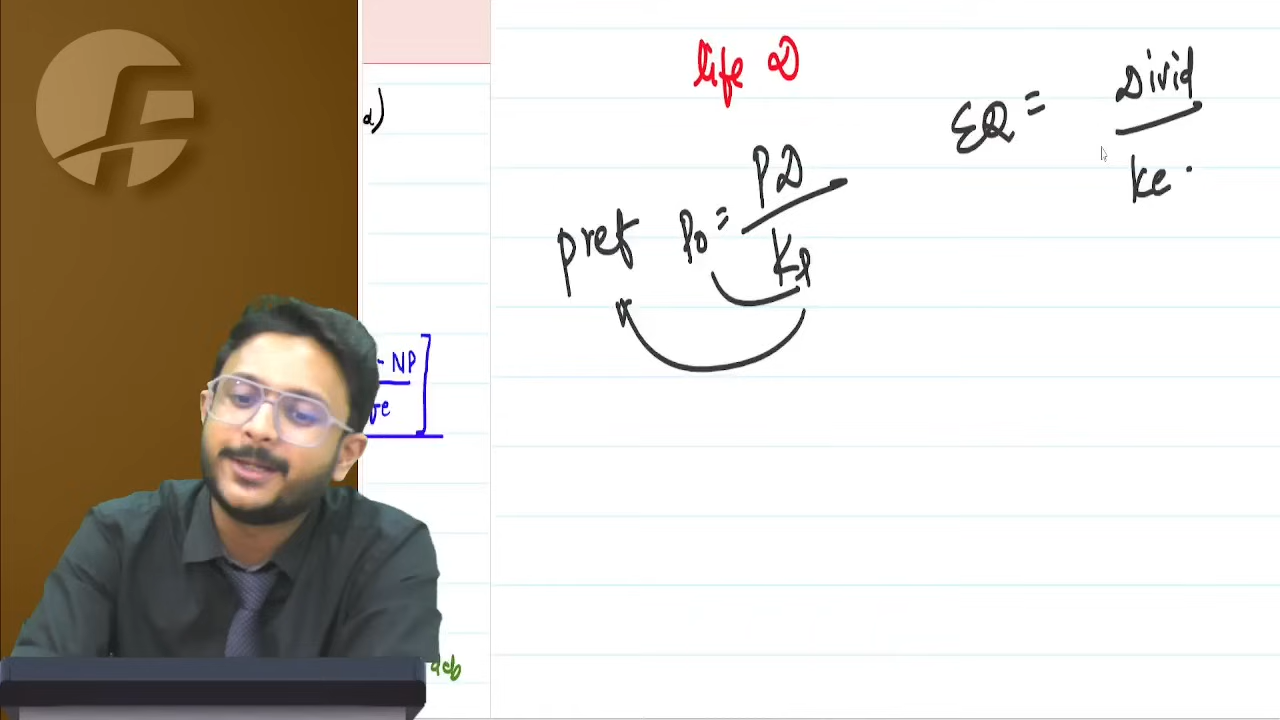 a)
- NP
life D
EQ = Divid / ke.
pref P0 = PD / Kp